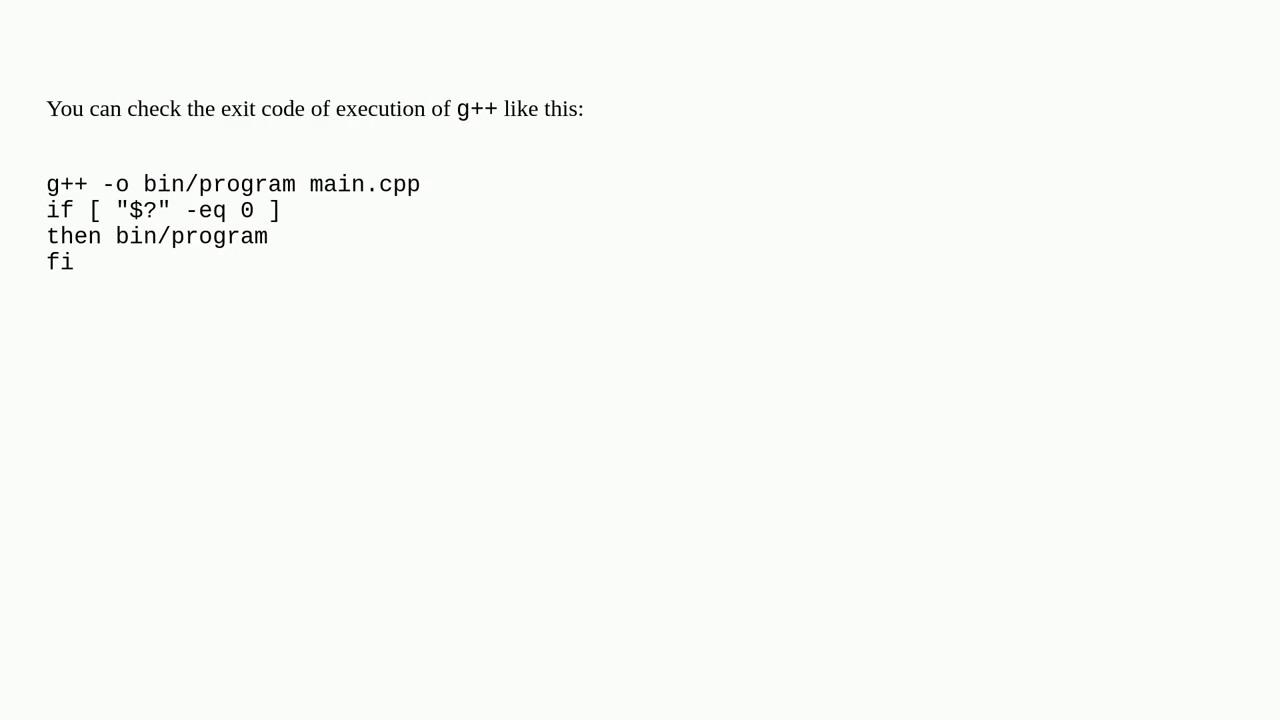 You can check the exit code of execution of g++ like this:
g++ -o bin/program main.cpp
if [ "$?" -eq 0 ]
then bin/program
fi